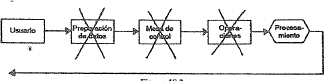 Usuario
Preparación
de datos
Mesa de
control
Opera-
ciones
Procesa-
miento